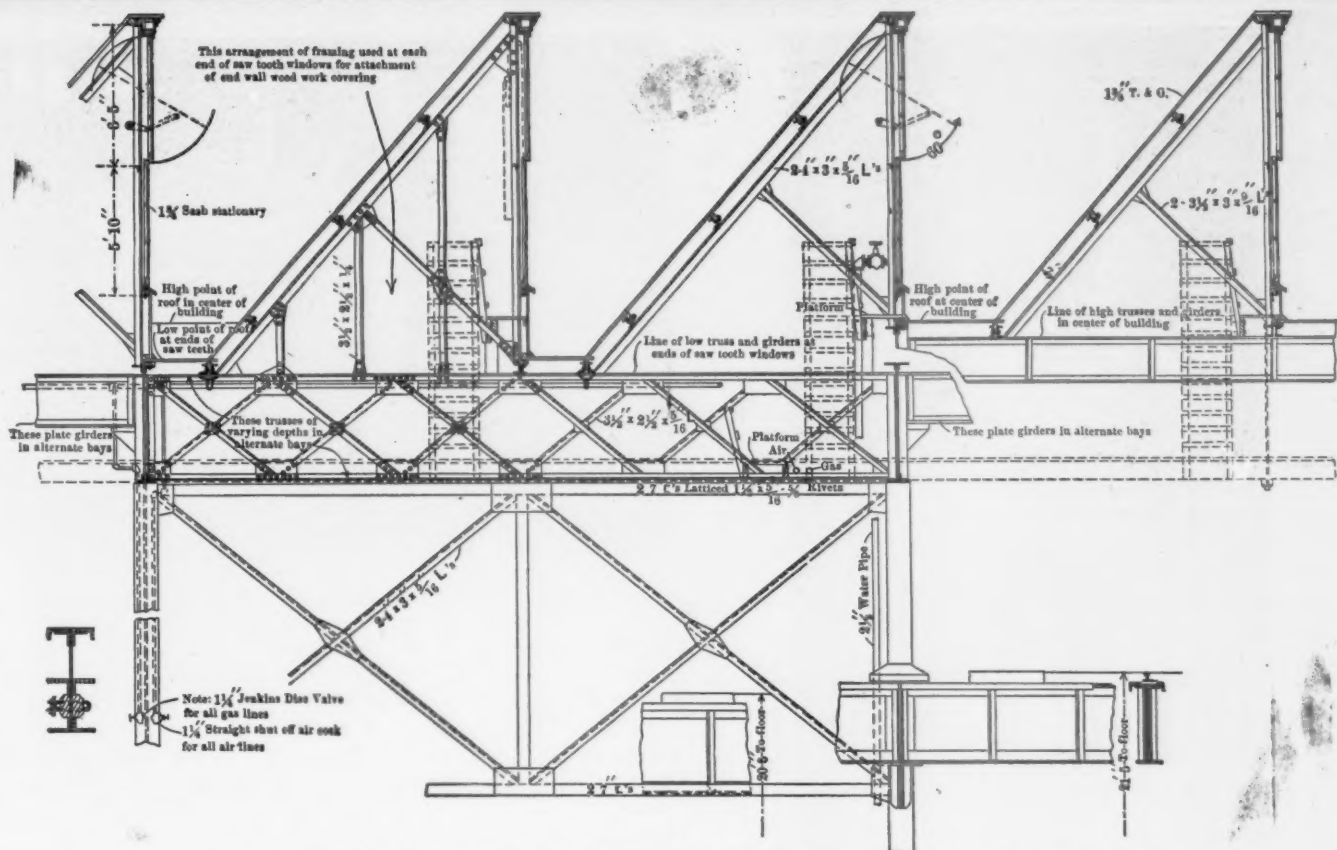 This arrangement of framing used at each
end of saw tooth windows for attachment
of end wall wood work covering
1⅝" T. & G.
6' 5"
60°
2-4" x 3" x 5/16" L's
1¾" Sash stationary
2 - 3½" x 3" x 5/16" L'
5'-10"
High point of
roof in center of
building
Low point of roof
at ends of
saw teeth
3½" x 2½" x ¼"
Platform
High point of
roof at center of
building
Line of high trusses and girders
in center of building
Line of low truss and girders at
ends of saw tooth windows
These plate girders
in alternate bays
These trusses of
varying depths in
alternate bays
3½" x 2½" x 5/16" L
Platform
Air
Gas
These plate girders in alternate bays
2 7" C's Latticed 1¾ x 5/16 - ⅝ Rivets
2-4 x 3 x 5/16" L's
2½" Water Pipe
Note: 1¼" Jenkins Disc Valve
for all gas lines
1¼" Straight shut off air cock
for all air lines
2 7" C's
20-8" To floor
21-5" To floor